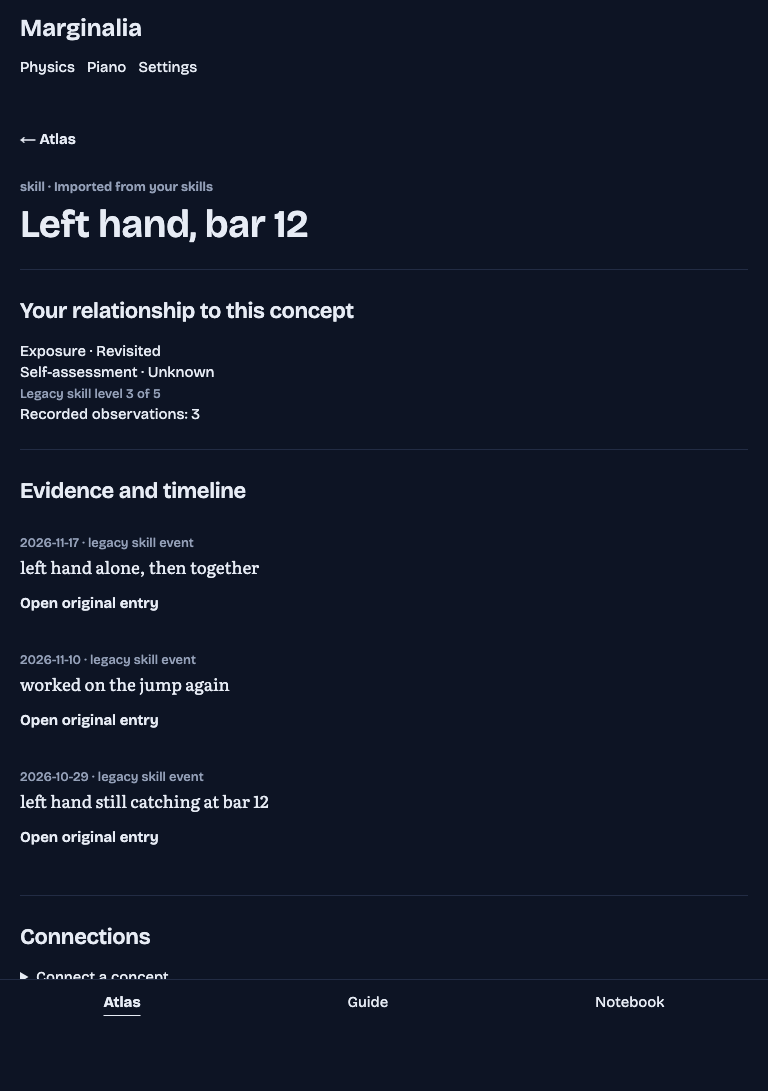 Marginalia
Physics Piano Settings
← Atlas
skill · Imported from your skills
Left hand, bar 12
Your relationship to this concept
Exposure · Revisited
Self-assessment · Unknown
Legacy skill level 3 of 5
Recorded observations: 3
Evidence and timeline
2026-11-17 · legacy skill event
left hand alone, then together
Open original entry
2026-11-10 · legacy skill event
worked on the jump again
Open original entry
2026-10-29 · legacy skill event
left hand still catching at bar 12
Open original entry
Connections
▶ Connect a concept
Atlas Guide Notebook